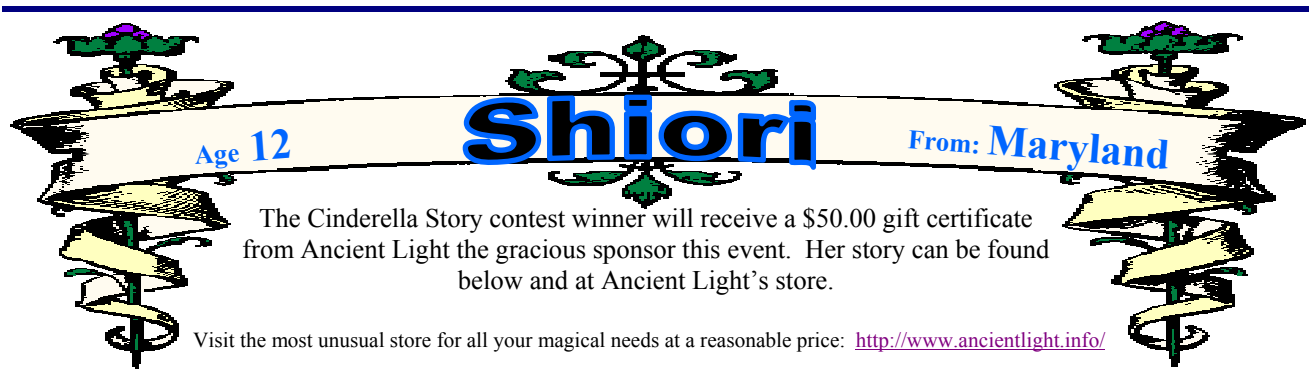 Shiori
Age 12
From: Maryland
The Cinderella Story contest winner will receive a $50.00 gift certificate
from Ancient Light the gracious sponsor this event. Her story can be found
below and at Ancient Light's store.
Visit the most unusual store for all your magical needs at a reasonable price: http://www.ancientlight.info/